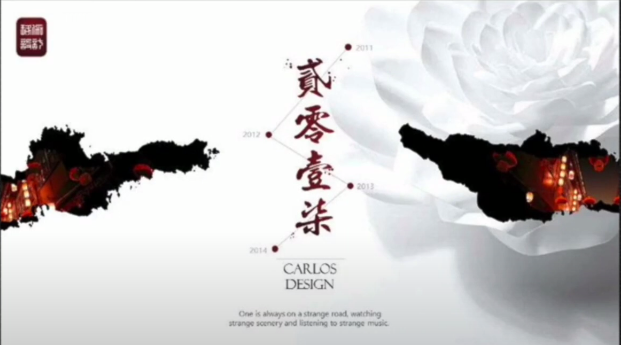 2011
貳
零
壹
柒
2012
2013
2014
CARLOS
DESIGN
One is always on a strange road, watching
strange scenery and listening to strange music.